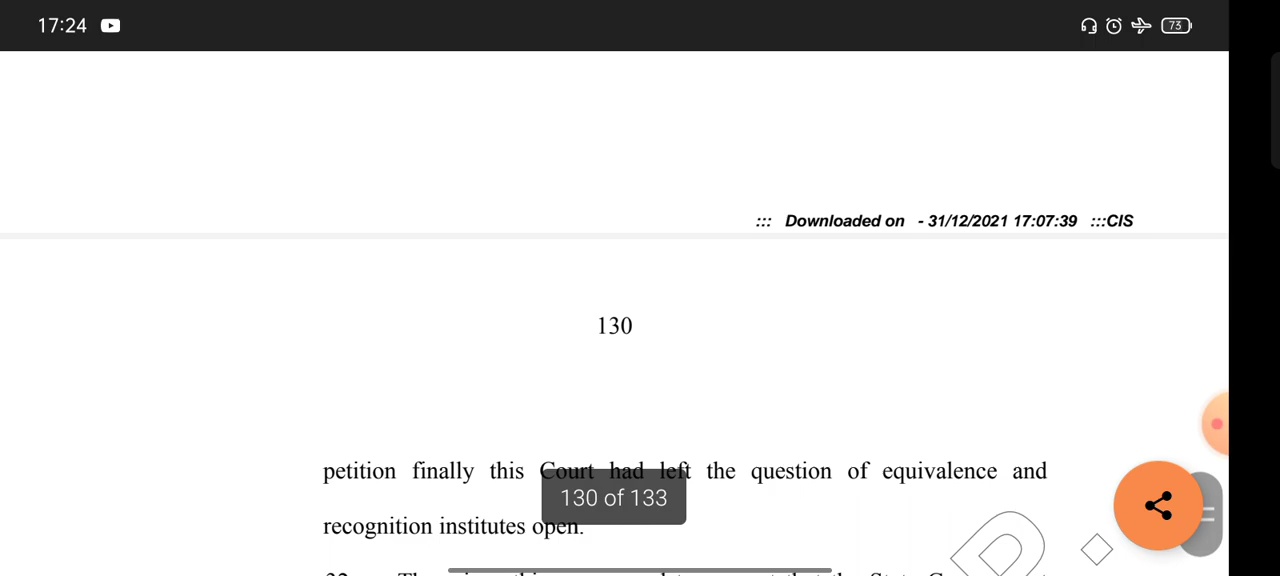 17:24
73
::: Downloaded on - 31/12/2021 17:07:39 :::CIS
130
petition finally this Court had left the question of equivalence and
130 of 133
recognition institutes open.